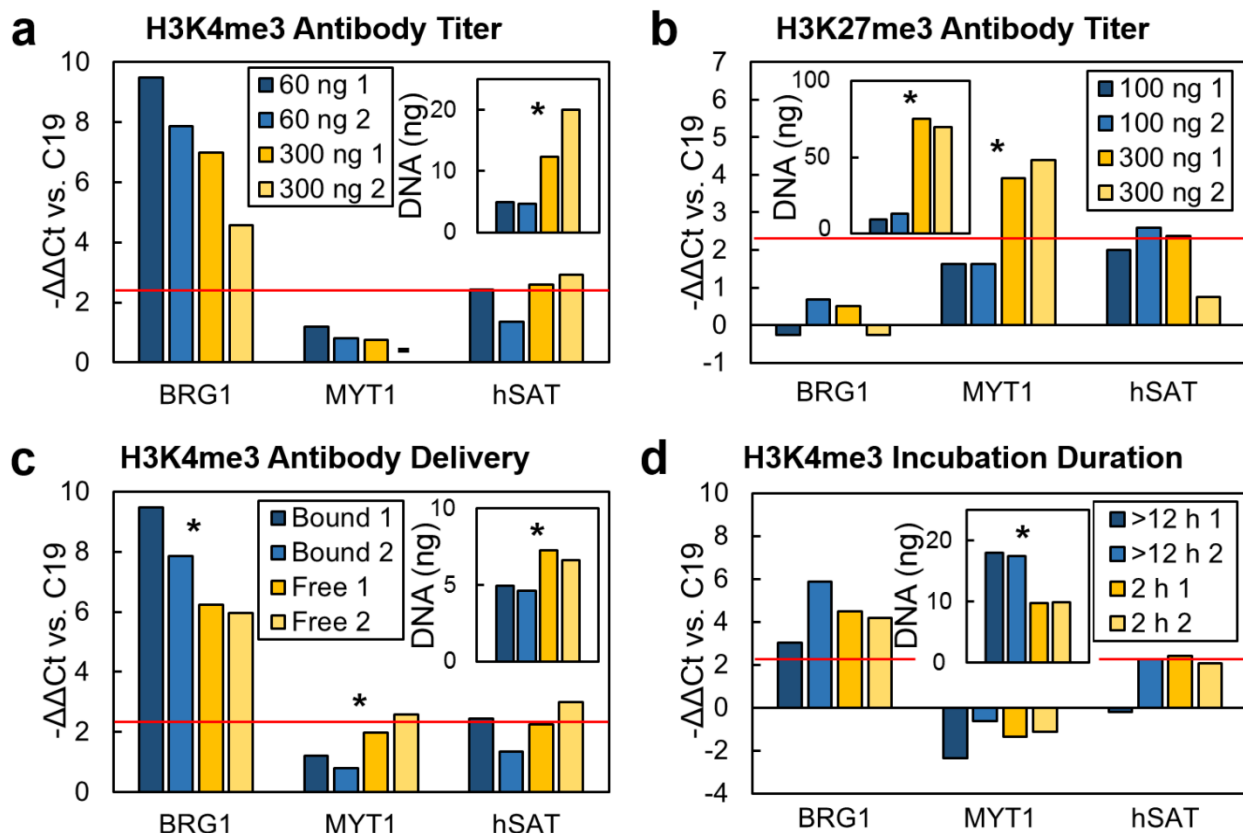 a
H3K4me3 Antibody Titer
-ΔΔCt vs. C19
10
8
6
4
2
0
60 ng 1
60 ng 2
300 ng 1
300 ng 2
DNA (ng)
20
10
0
*
-
BRG1 MYT1 hSAT
b
H3K27me3 Antibody Titer
-ΔΔCt vs. C19
7
6
5
4
3
2
1
0
-1
DNA (ng)
100
50
0
*
*
100 ng 1
100 ng 2
300 ng 1
300 ng 2
BRG1 MYT1 hSAT
c
H3K4me3 Antibody Delivery
-ΔΔCt vs. C19
10
8
6
4
2
0
*
Bound 1
Bound 2
Free 1
Free 2
DNA (ng)
10
5
0
*
*
BRG1 MYT1 hSAT
d
H3K4me3 Incubation Duration
-ΔΔCt vs. C19
10
8
6
4
2
0
-2
-4
DNA (ng)
20
10
0
*
>12 h 1
>12 h 2
2 h 1
2 h 2
BRG1 MYT1 hSAT